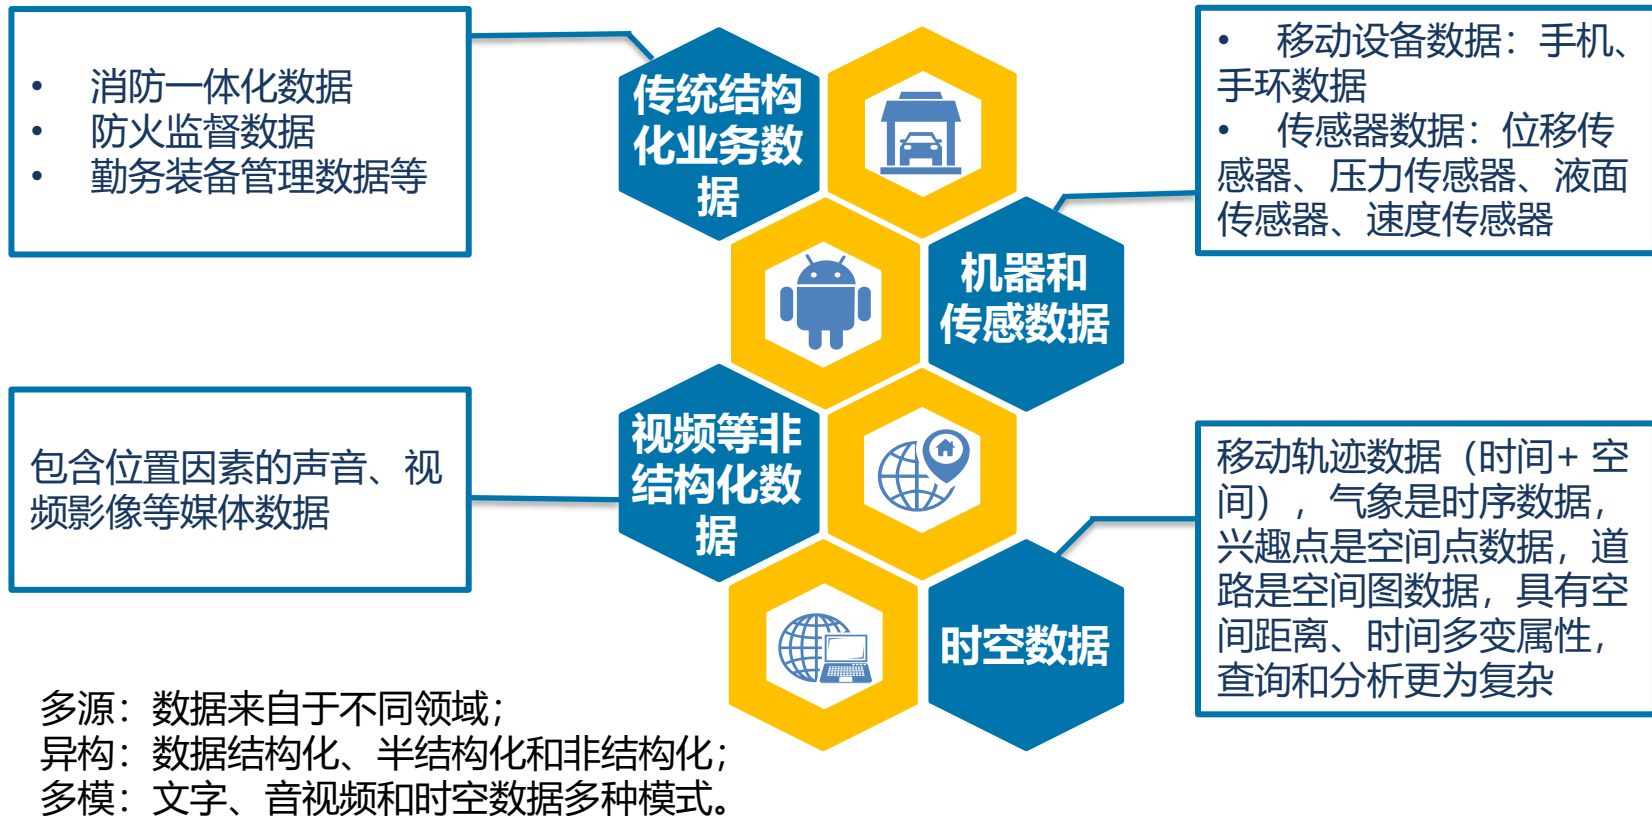 • 消防一体化数据
• 防火监督数据
• 勤务装备管理数据等
传统结构
化业务数
据
• 移动设备数据：手机、
手环数据
• 传感器数据：位移传
感器、压力传感器、液面
传感器、速度传感器
机器和
传感数据
包含位置因素的声音、视
频影像等媒体数据
视频等非
结构化数
据
移动轨迹数据（时间+ 空
间），气象是时序数据，
兴趣点是空间点数据，道
路是空间图数据，具有空
间距离、时间多变属性，
查询和分析更为复杂
时空数据
多源：数据来自于不同领域；
异构：数据结构化、半结构化和非结构化；
多模：文字、音视频和时空数据多种模式。